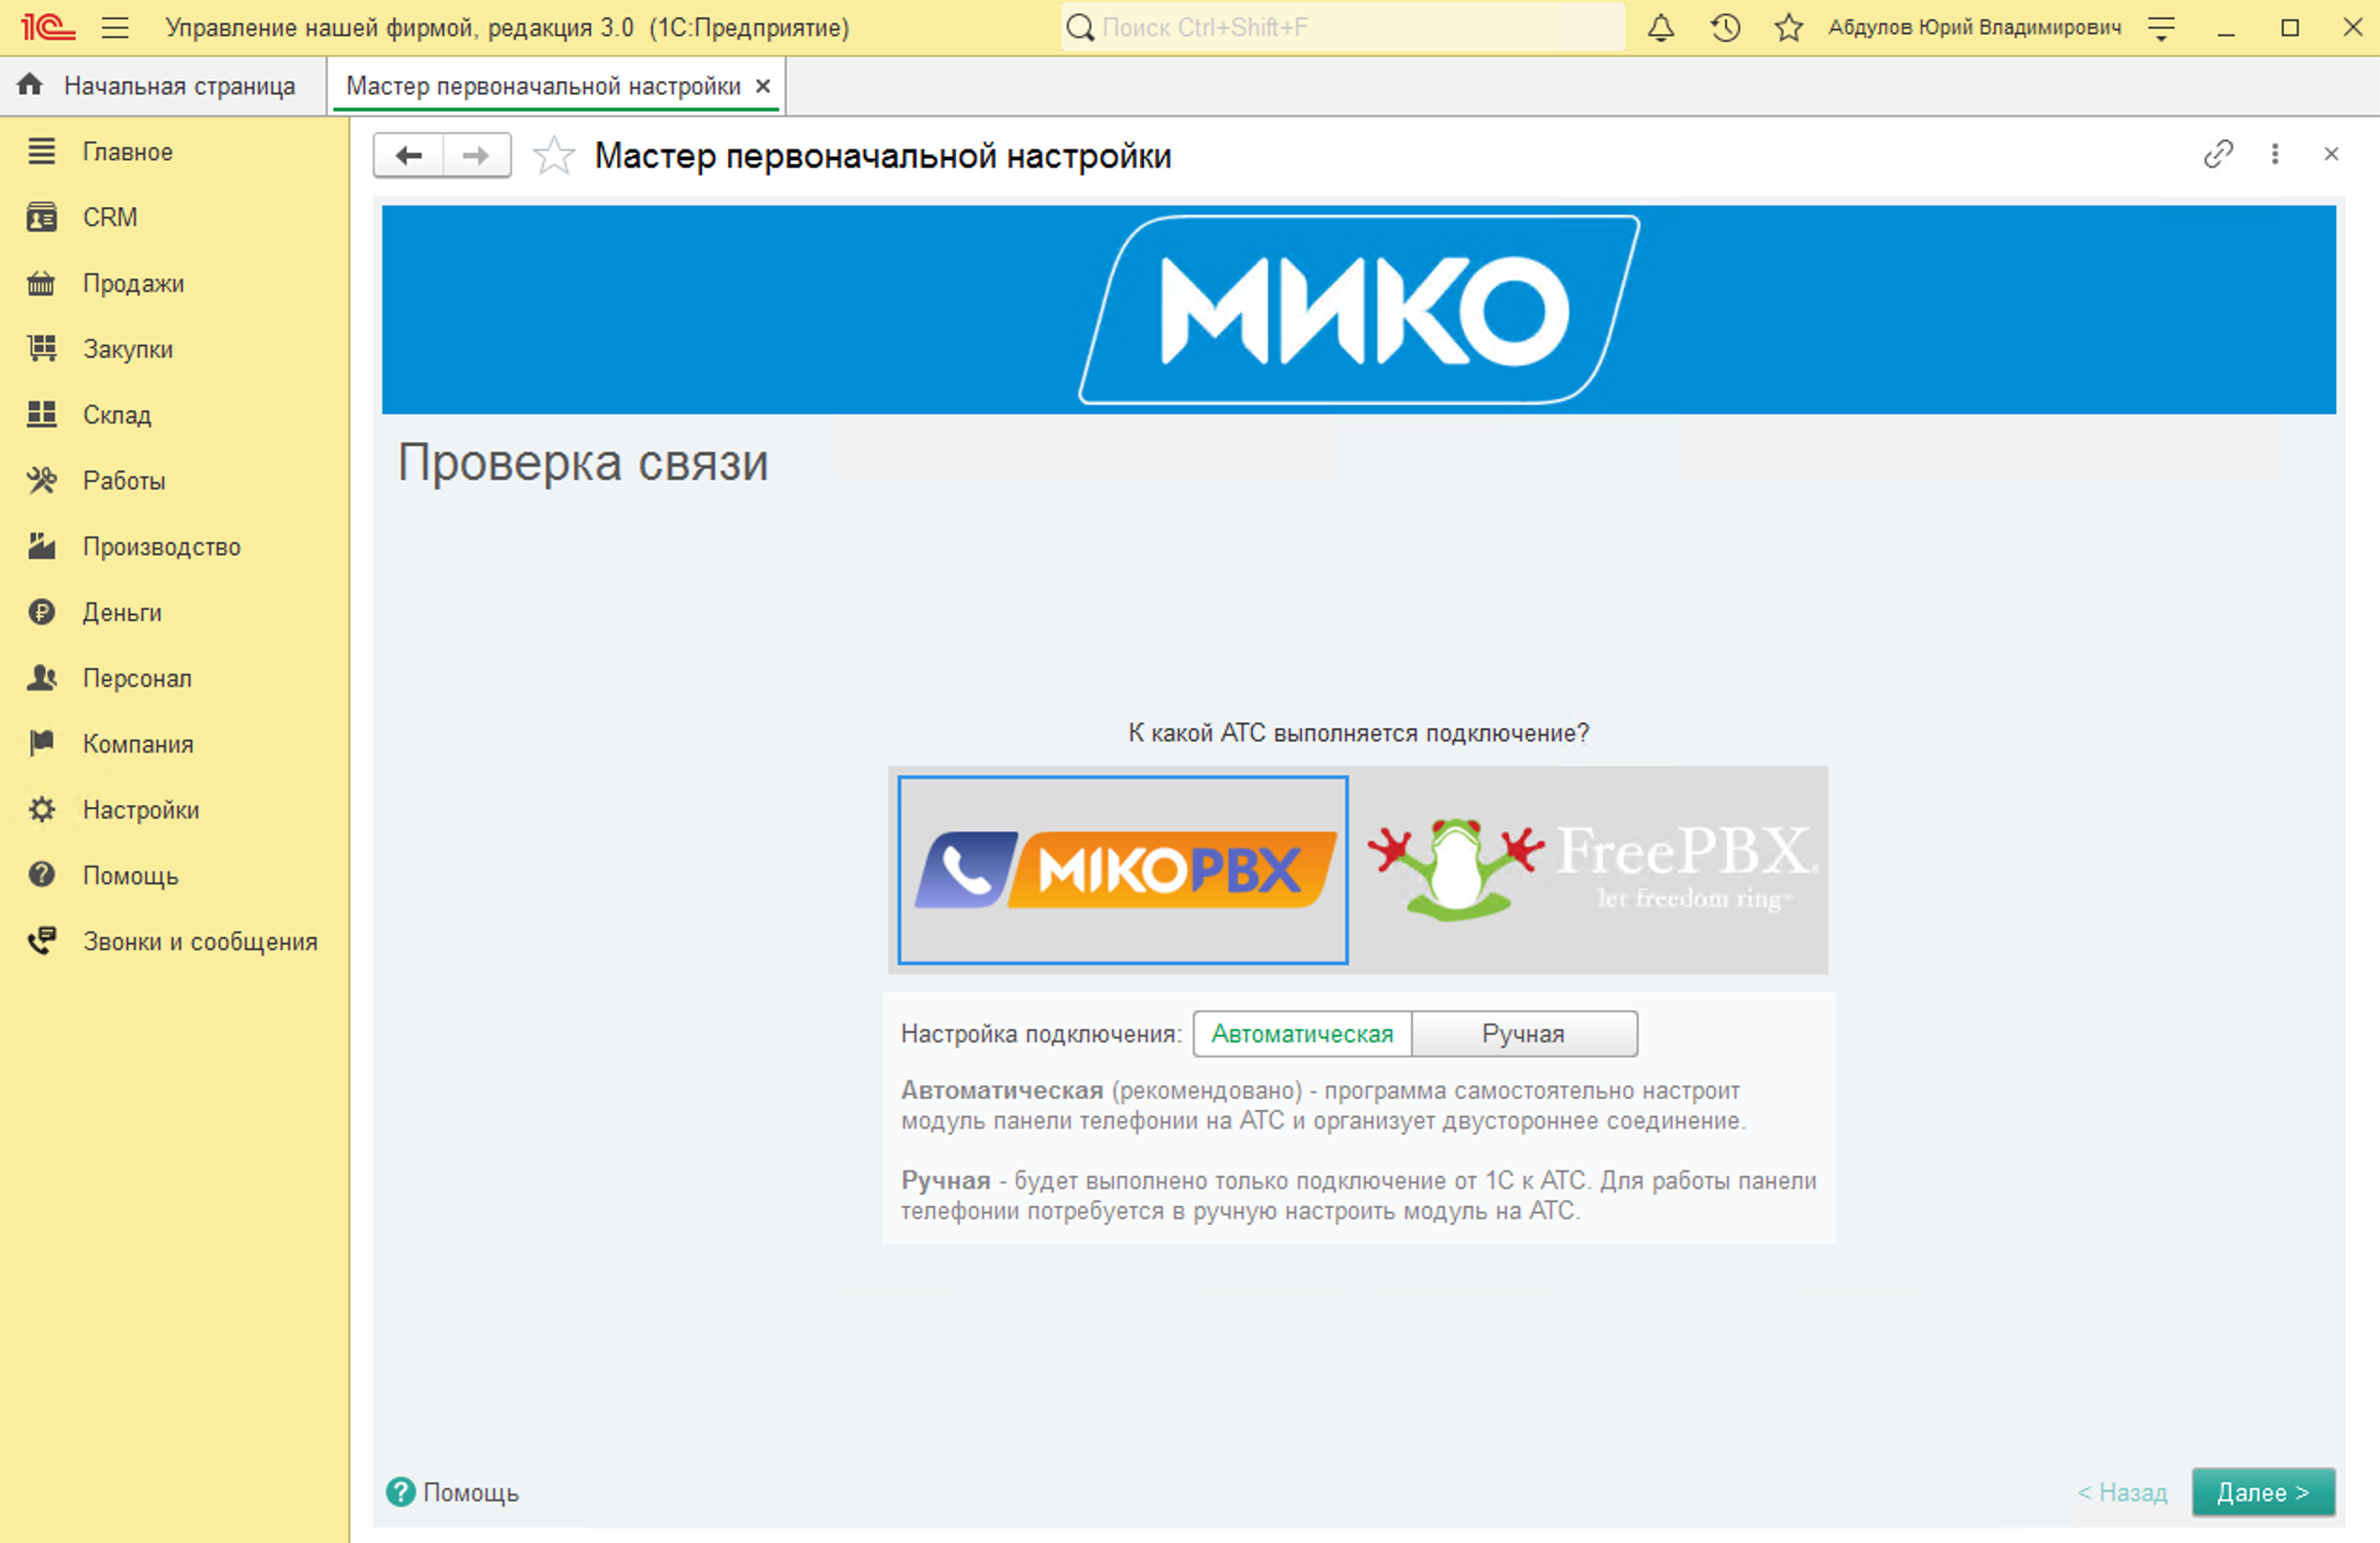 1С Управление нашей фирмой, редакция 3.0 (1С:Предприятие) Поиск Ctrl+Shift+F Абдулов Юрий Владимирович
Начальная страница Мастер первоначальной настройки
Главное
CRM
Продажи
Закупки
Склад
Работы
Производство
Деньги
Персонал
Компания
Настройки
Помощь
Звонки и сообщения
Мастер первоначальной настройки
МИКО
Проверка связи
К какой АТС выполняется подключение?
MIKOPBX
FreePBX®
let freedom ring™
Настройка подключения: Автоматическая Ручная
Автоматическая (рекомендовано) - программа самостоятельно настроит
модуль панели телефонии на АТС и организует двустороннее соединение.
Ручная - будет выполнено только подключение от 1С к АТС. Для работы панели
телефонии потребуется в ручную настроить модуль на АТС.
? Помощь
< Назад Далее >